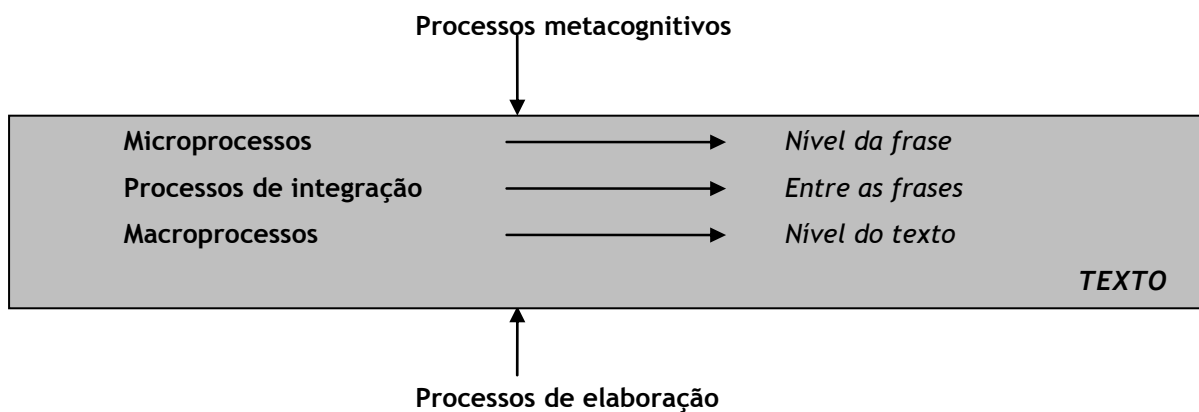 Processos metacognitivos
Microprocessos Nível da frase
Processos de integração Entre as frases
Macroprocessos Nível do texto
TEXTO
Processos de elaboração